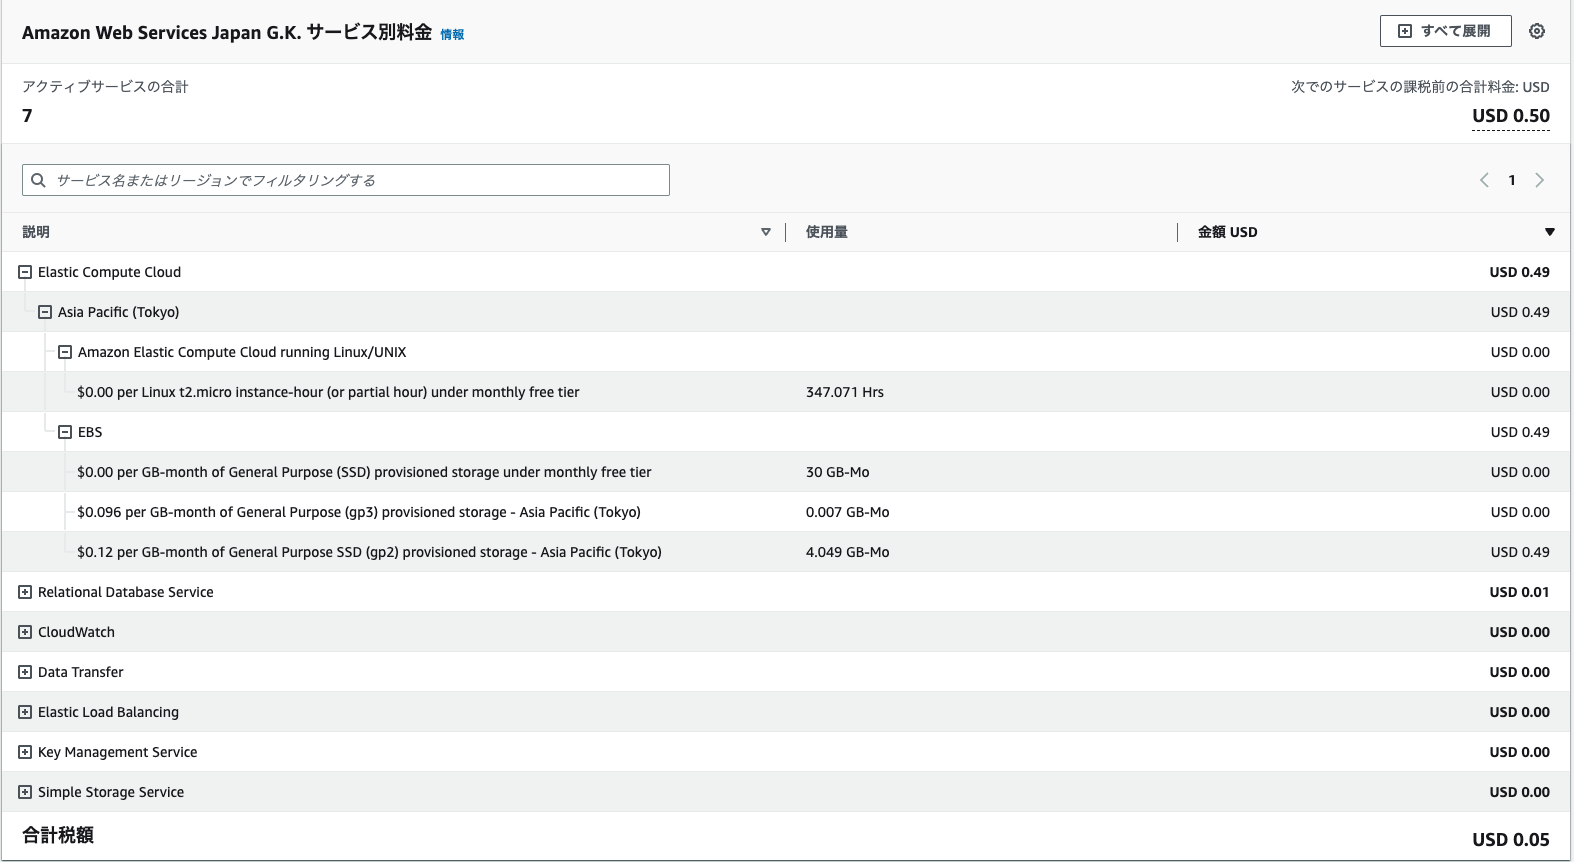 Amazon Web Services Japan G.K. サービス別料金 情報
すべて展開
アクティブサービスの合計
7
次でのサービスの課税前の合計料金: USD
USD 0.50
サービス名またはリージョンでフィルタリングする
1
説明 使用量 金額 USD
Elastic Compute Cloud USD 0.49
Asia Pacific (Tokyo) USD 0.49
Amazon Elastic Compute Cloud running Linux/UNIX USD 0.00
$0.00 per Linux t2.micro instance-hour (or partial hour) under monthly free tier 347.071 Hrs USD 0.00
EBS USD 0.49
$0.00 per GB-month of General Purpose (SSD) provisioned storage under monthly free tier 30 GB-Mo USD 0.00
$0.096 per GB-month of General Purpose (gp3) provisioned storage - Asia Pacific (Tokyo) 0.007 GB-Mo USD 0.00
$0.12 per GB-month of General Purpose SSD (gp2) provisioned storage - Asia Pacific (Tokyo) 4.049 GB-Mo USD 0.49
Relational Database Service USD 0.01
CloudWatch USD 0.00
Data Transfer USD 0.00
Elastic Load Balancing USD 0.00
Key Management Service USD 0.00
Simple Storage Service USD 0.00
合計税額 USD 0.05